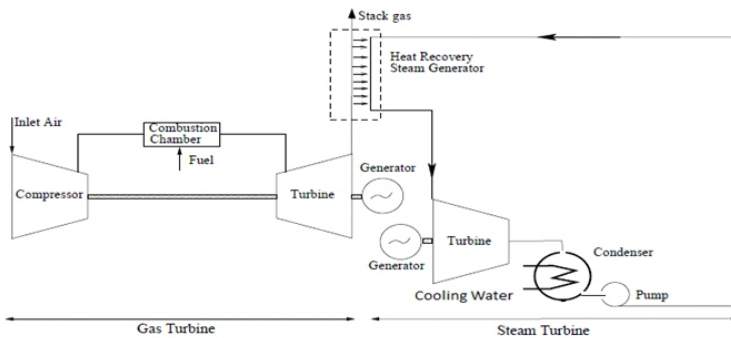 Stack gas
Heat Recovery
Steam Generator
Inlet Air
Combustion
Chamber
Fuel
Compressor
Turbine
Generator
Turbine
Generator
Condenser
Cooling Water
Pump
Gas Turbine
Steam Turbine